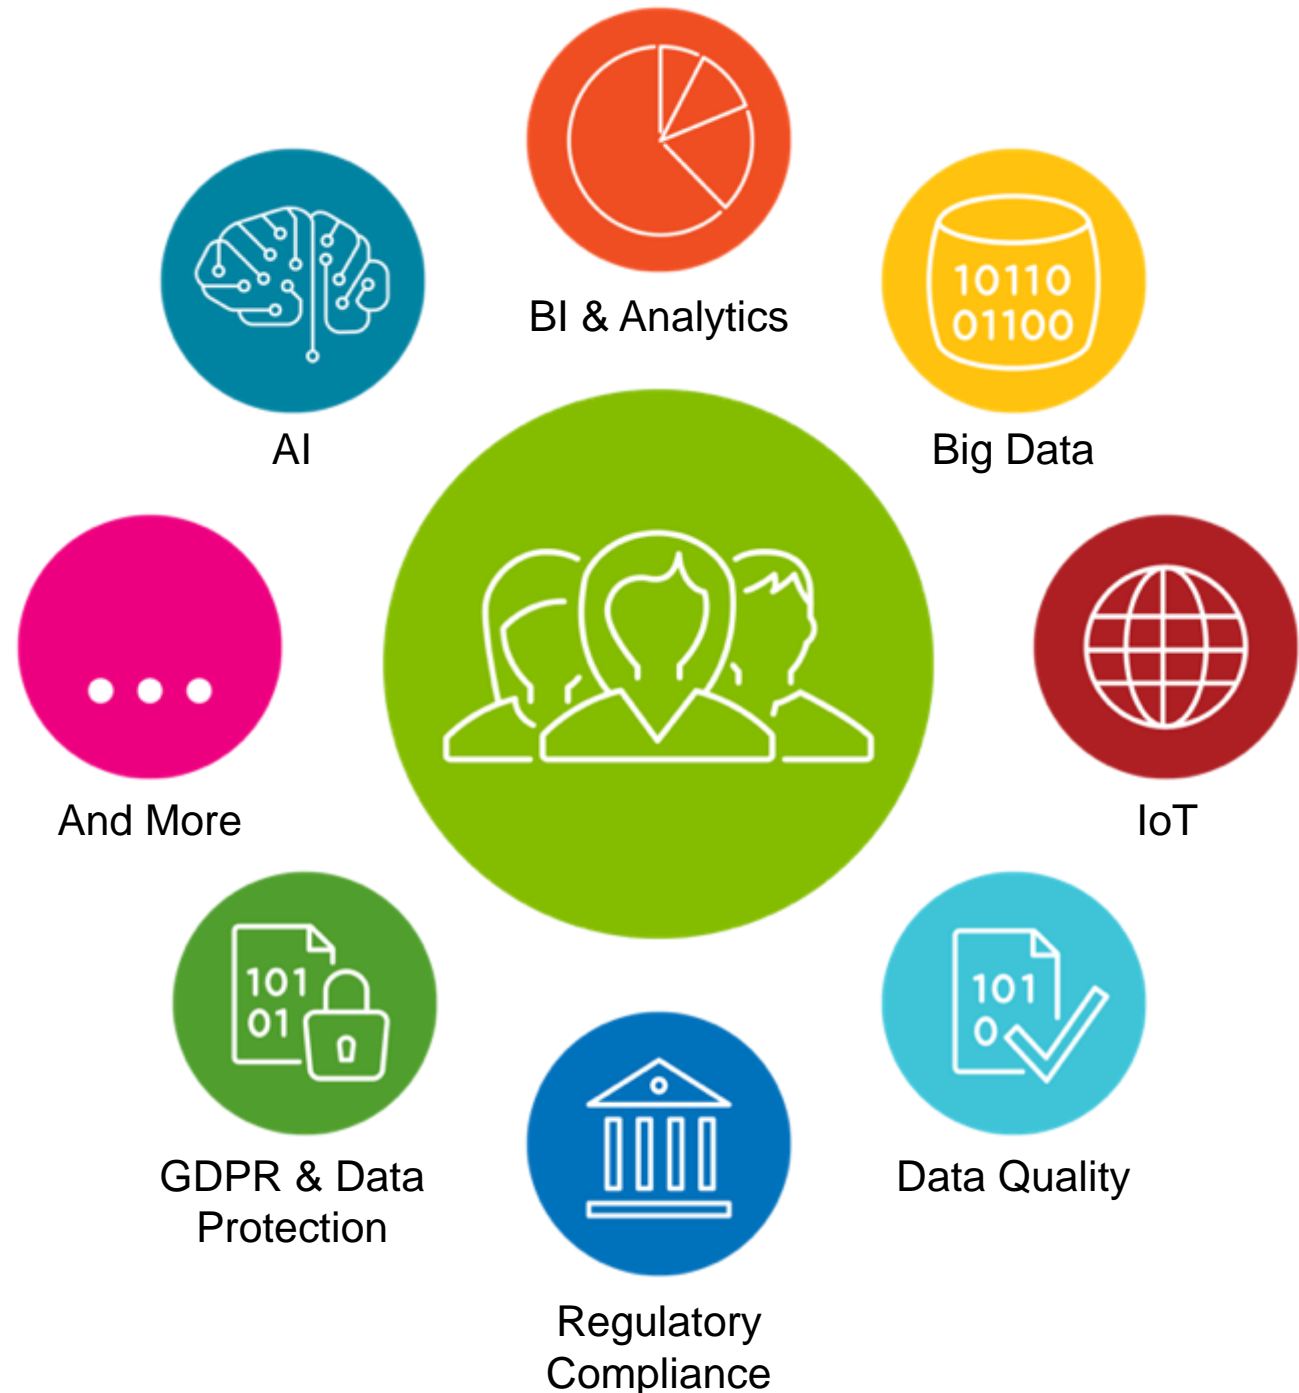 BI & Analytics
10110
01100
AI
Big Data
And More
IoT
101
01
101
0
GDPR & Data
Protection
Data Quality
Regulatory
Compliance